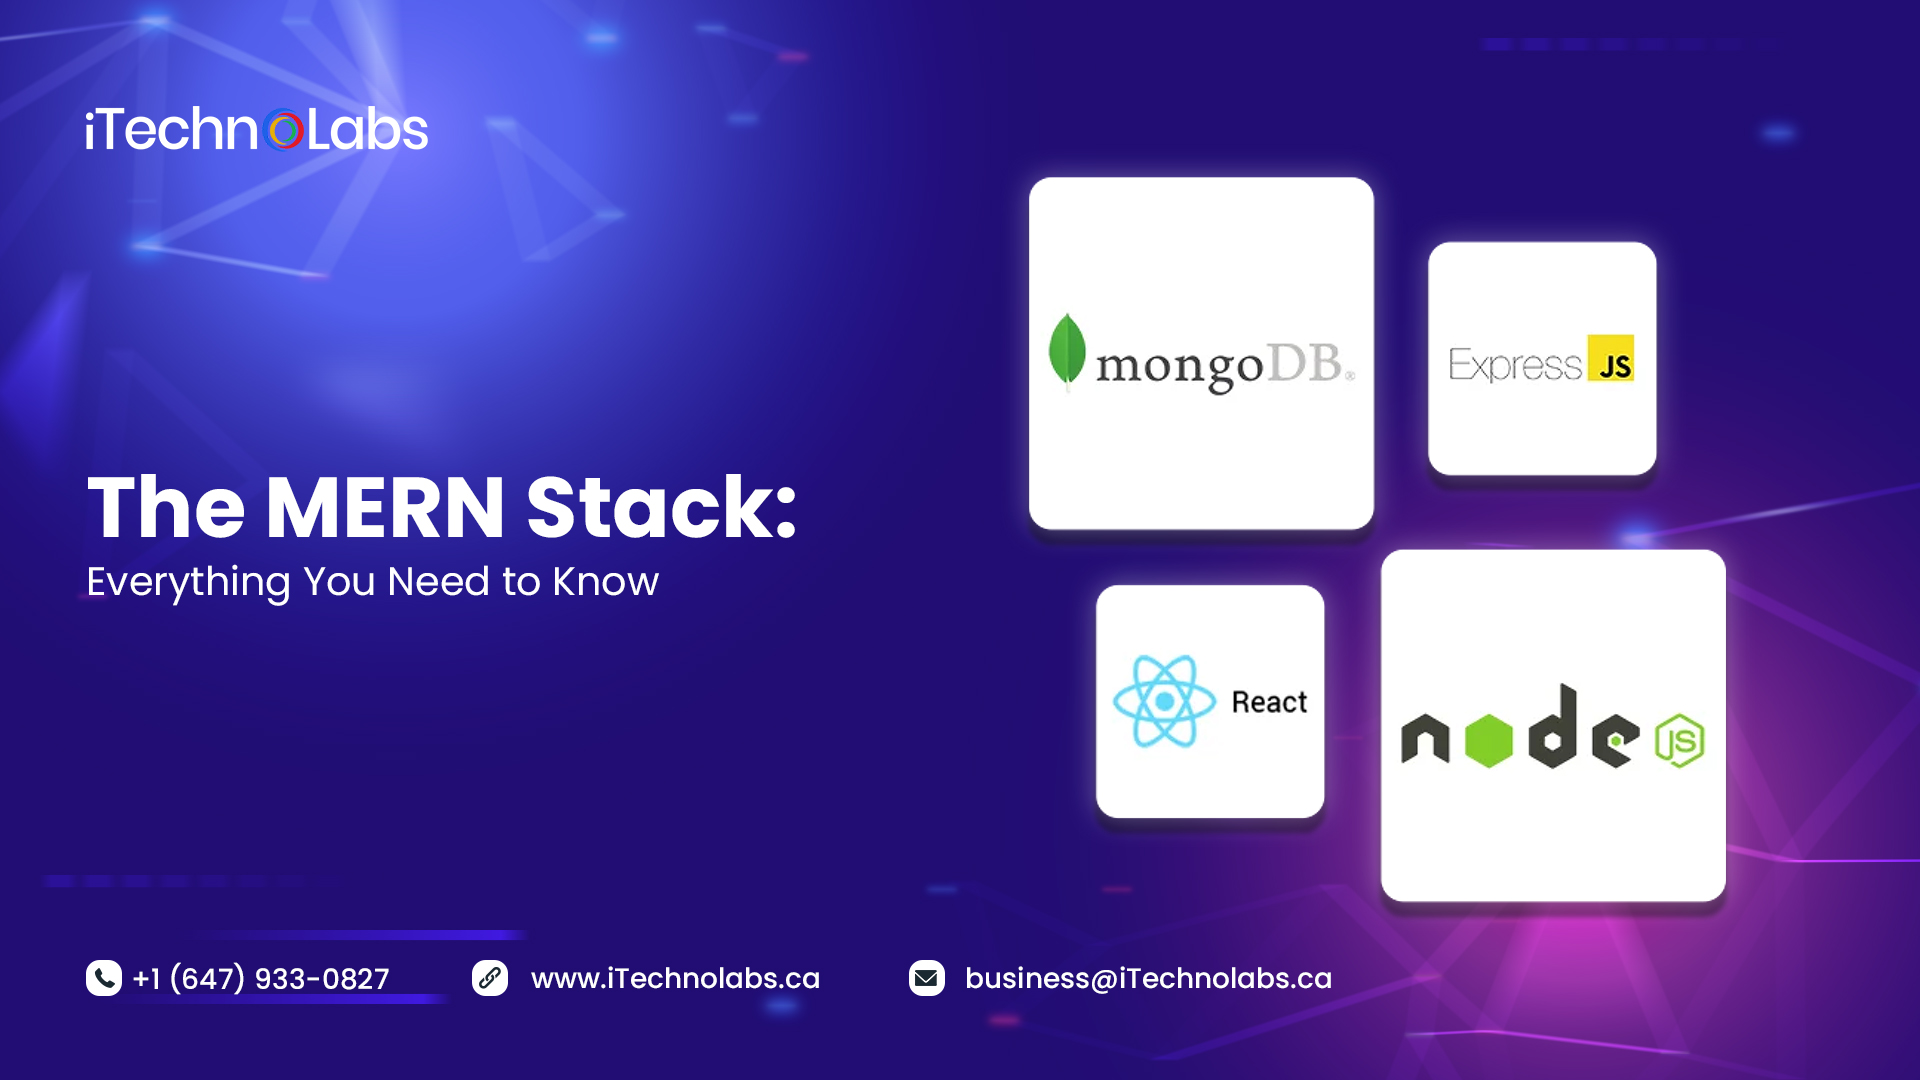 iTechnoLabs
The MERN Stack:
Everything You Need to Know
mongoDB®
Express JS
React
node JS
+1 (647) 933-0827
www.iTechnolabs.ca
business@iTechnolabs.ca